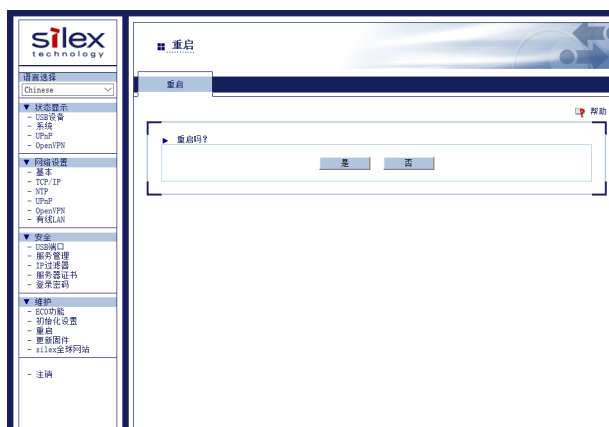 silex
technology
语言选择
Chinese
▼ 状态显示
- USB设备
- 系统
- UPnP
- OpenVPN
▼ 网络设置
- 基本
- TCP/IP
- NTP
- UPnP
- OpenVPN
- 有线LAN
▼ 安全
- USB端口
- 服务管理
- IP过滤器
- 服务器证书
- 登录密码
▼ 维护
- ECO功能
- 初始化设置
- 重启
- 更新固件
- silex全球网站
- 注销
重启
重启
帮助
重启吗?
是 否